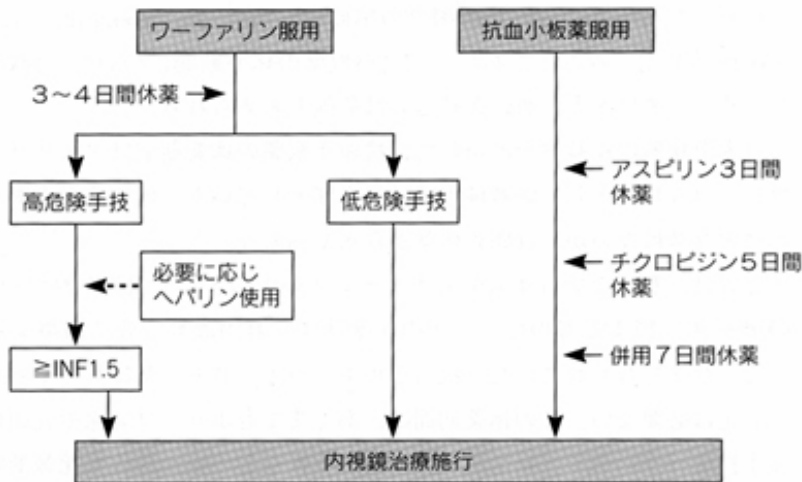 ワーファリン服用
抗血小板薬服用
3〜4日間休薬
高危険手技
低危険手技
アスピリン3日間
休薬
必要に応じ
ヘパリン使用
チクロピジン5日間
休薬
≧INF1.5
併用7日間休薬
内視鏡治療施行